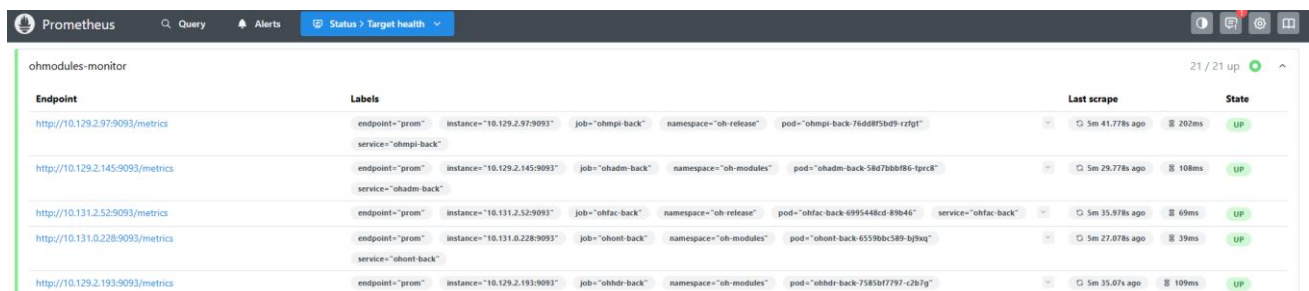 Prometheus Query Alerts Status > Target health 1
ohmodules-monitor 21 / 21 up
Endpoint Labels Last scrape State
http://10.129.2.97:9093/metrics endpoint="prom" instance="10.129.2.97:9093" job="ohmpi-back" namespace="oh-release" pod="ohmpi-back-76dd8f5bd9-rzfgt" 5m 41.778s ago 202ms UP
service="ohmpi-back"
http://10.129.2.145:9093/metrics endpoint="prom" instance="10.129.2.145:9093" job="ohadm-back" namespace="oh-modules" pod="ohadm-back-58d7bbbf86-tprc8" 5m 29.778s ago 108ms UP
service="ohadm-back"
http://10.131.2.52:9093/metrics endpoint="prom" instance="10.131.2.52:9093" job="ohfac-back" namespace="oh-release" pod="ohfac-back-6995448cd-89b46" service="ohfac-back" 5m 35.978s ago 69ms UP
http://10.131.0.228:9093/metrics endpoint="prom" instance="10.131.0.228:9093" job="ohont-back" namespace="oh-modules" pod="ohont-back-6559bbc589-bj9xq" 5m 27.078s ago 39ms UP
service="ohont-back"
http://10.129.2.193:9093/metrics endpoint="prom" instance="10.129.2.193:9093" job="ohhdr-back" namespace="oh-modules" pod="ohhdr-back-7585bf7797-c2b7g" 5m 35.07s ago 109ms UP